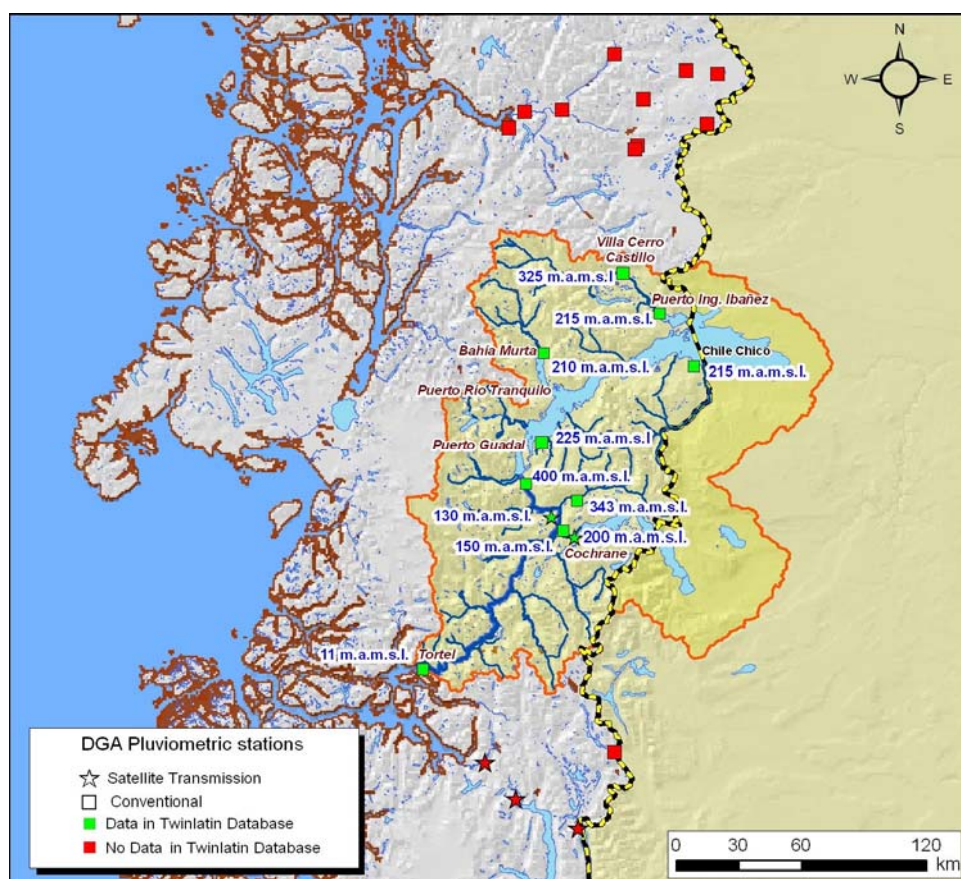 N
W E
S
Villa Cerro
Castillo
325 m.a.m.s.l
Puerto Ing. Ibañez
215 m.a.m.s.l.
Bahía Murta
210 m.a.m.s.l.
Chile Chico
215 m.a.m.s.l.
Puerto Río Tranquilo
Puerto Guadal
225 m.a.m.s.l
400 m.a.m.s.l.
343 m.a.m.s.l.
130 m.a.m.s.l.
200 m.a.m.s.l.
150 m.a.m.s.l.
Cochrane
11 m.a.m.s.l.
Tortel
DGA Pluviometric stations
Satellite Transmission
Conventional
Data in Twinlatin Database
No Data in Twinlatin Database
0 30 60 120
km